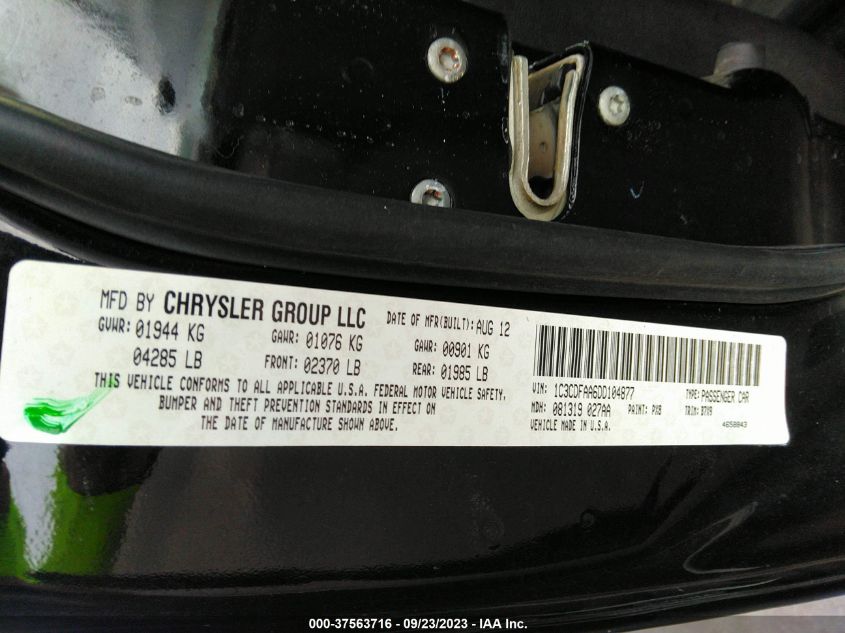 MFD BY CHRYSLER GROUP LLC
DATE OF MFR(BUILT): AUG 12
GVWR: 01944 KG
GAWR: 01076 KG
GAWR: 00901 KG
04285 LB
FRONT: 02370 LB
REAR: 01985 LB
THIS VEHICLE CONFORMS TO ALL APPLICABLE U.S.A. FEDERAL MOTOR VEHICLE SAFETY,
BUMPER AND THEFT PREVENTION STANDARDS IN EFFECT ON
THE DATE OF MANUFACTURE SHOWN ABOVE.
VIN: 1C3CDFAA6DD104877
TYPE: PASSENGER CAR
MDH: 081319 027AA
PAINT: PX8
TRIM: B7X9
VEHICLE MADE IN U.S.A.
4658843
000-37563716 - 09/23/2023 - IAA Inc.